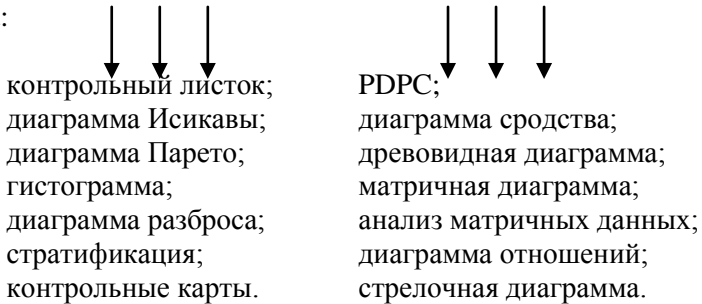 :
контрольный листок;
диаграмма Исикавы;
диаграмма Парето;
гистограмма;
диаграмма разброса;
стратификация;
контрольные карты.
PDPC;
диаграмма сродства;
древовидная диаграмма;
матричная диаграмма;
анализ матричных данных;
диаграмма отношений;
стрелочная диаграмма.